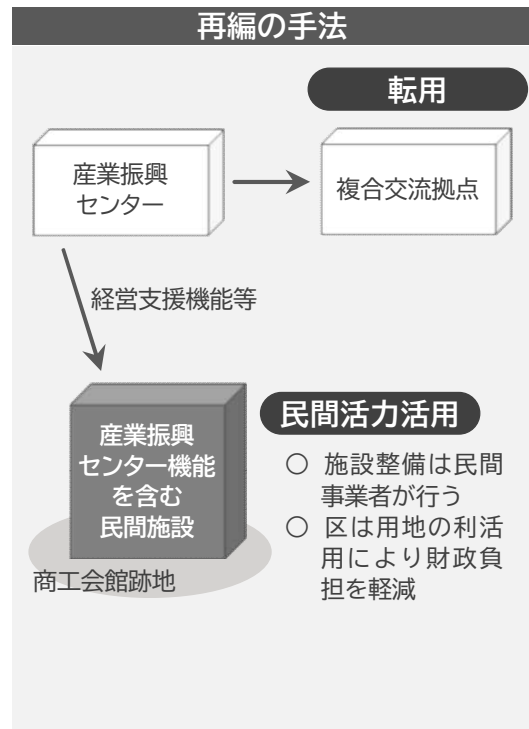 再編の手法
転用
産業振興
センター
複合交流拠点
経営支援機能等
産業振興
センター機能
を含む
民間施設
商工会館跡地
民間活力活用
○ 施設整備は民間
事業者が行う
○ 区は用地の利活
用により財政負
担を軽減